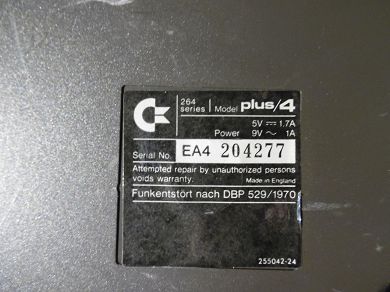 264
series | Model plus/4
5V ⎓ 1.7A
Power 9V ～ 1A
Serial No. EA4 204277
Attempted repair by unauthorized persons
voids warranty. Made in England
Funkentstört nach DBP 529/1970
255042-24